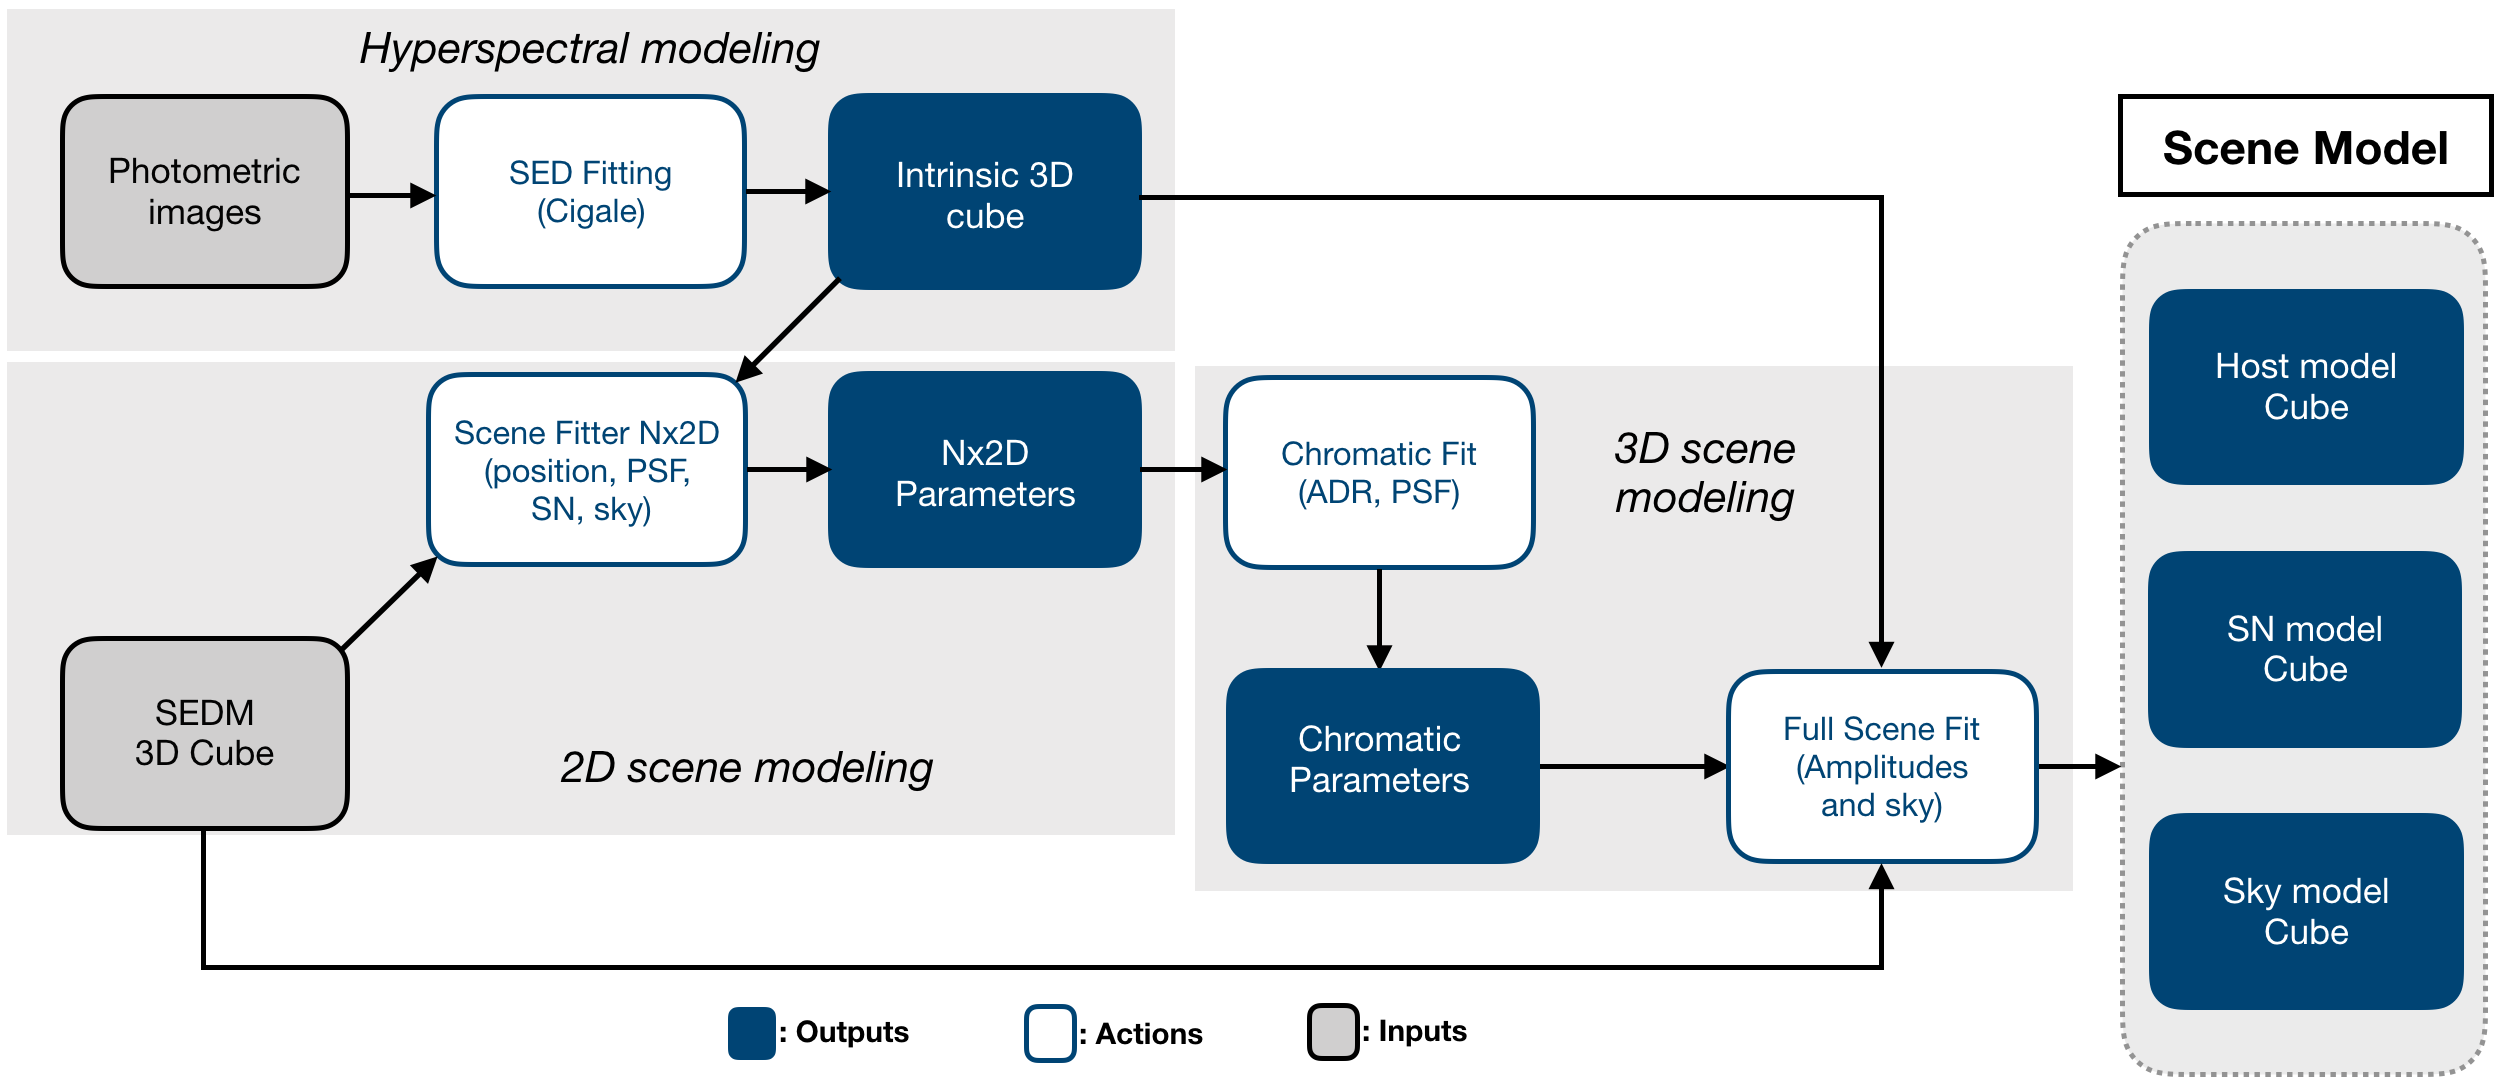 Hyperspectral modeling
Photometric
images
SED Fitting
(Cigale)
Intrinsic 3D
cube
Scene Model
Scene Fitter Nx2D
(position, PSF,
SN, sky)
Nx2D
Parameters
Chromatic Fit
(ADR, PSF)
3D scene
modeling
Host model
Cube
SEDM
3D Cube
2D scene modeling
Chromatic
Parameters
Full Scene Fit
(Amplitudes
and sky)
SN model
Cube
Sky model
Cube
: Outputs
: Actions
: Inputs